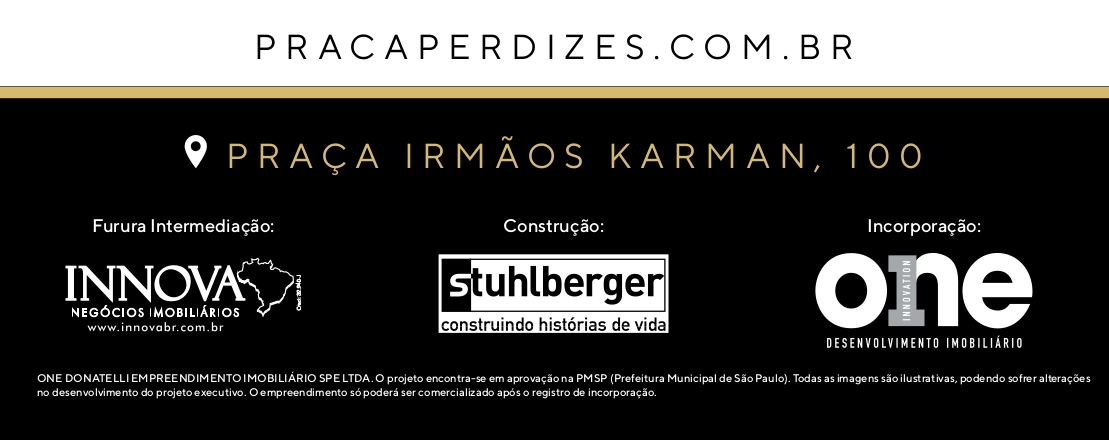 PRACAPERDIZES.COM.BR
PRAÇA IRMÃOS KARMAN, 100
Furura Intermediação:
INNOVA
NEGÓCIOS IMOBILIÁRIOS
www.innovabr.com.br
Construção:
stuhlberger
construindo histórias de vida
Incorporação:
one
INNOVATION
DESENVOLVIMENTO IMOBILIÁRIO
ONE DONATELLI EMPREENDIMENTO IMOBILIÁRIO SPE LTDA. O projeto encontra-se em aprovação na PMSP (Prefeitura Municipal de São Paulo). Todas as imagens são ilustrativas, podendo sofrer alterações
no desenvolvimento do projeto executivo. O empreendimento só poderá ser comercializado após o registro de incorporação.